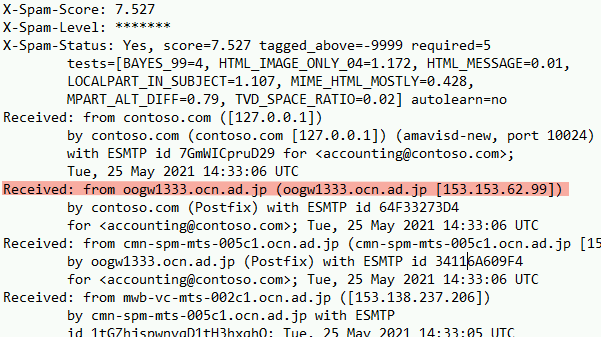 X-Spam-Score: 7.527
X-Spam-Level: *******
X-Spam-Status: Yes, score=7.527 tagged_above=-9999 required=5
tests=[BAYES_99=4, HTML_IMAGE_ONLY_04=1.172, HTML_MESSAGE=0.01,
LOCALPART_IN_SUBJECT=1.107, MIME_HTML_MOSTLY=0.428,
MPART_ALT_DIFF=0.79, TVD_SPACE_RATIO=0.02] autolearn=no
Received: from contoso.com ([127.0.0.1])
by contoso.com (contoso.com [127.0.0.1]) (amavisd-new, port 10024)
with ESMTP id 7GmWICpruD29 for <accounting@contoso.com>;
Tue, 25 May 2021 14:33:06 UTC
Received: from oogw1333.ocn.ad.jp (oogw1333.ocn.ad.jp [153.153.62.99])
by contoso.com (Postfix) with ESMTP id 64F33273D4
for <accounting@contoso.com>; Tue, 25 May 2021 14:33:06 UTC
Received: from cmn-spm-mts-005c1.ocn.ad.jp (cmn-spm-mts-005c1.ocn.ad.jp [15
by oogw1333.ocn.ad.jp (Postfix) with ESMTP id 34116A609F4
for <accounting@contoso.com>; Tue, 25 May 2021 14:33:06 UTC
Received: from mwb-vc-mts-002c1.ocn.ad.jp ([153.138.237.206])
by cmn-spm-mts-005c1.ocn.ad.jp with ESMTP
Tue, 25 May 2021 14:33:05 UTC